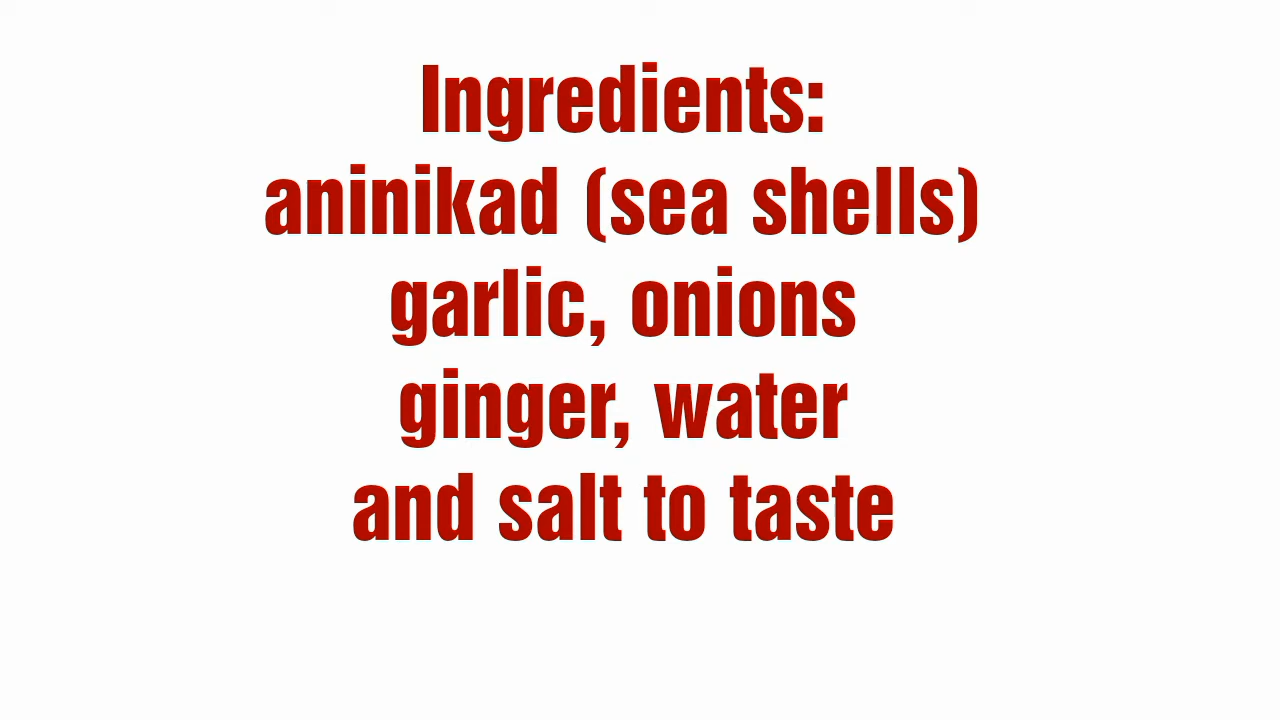 Ingredients:
aninikad (sea shells)
garlic, onions
ginger, water
and salt to taste